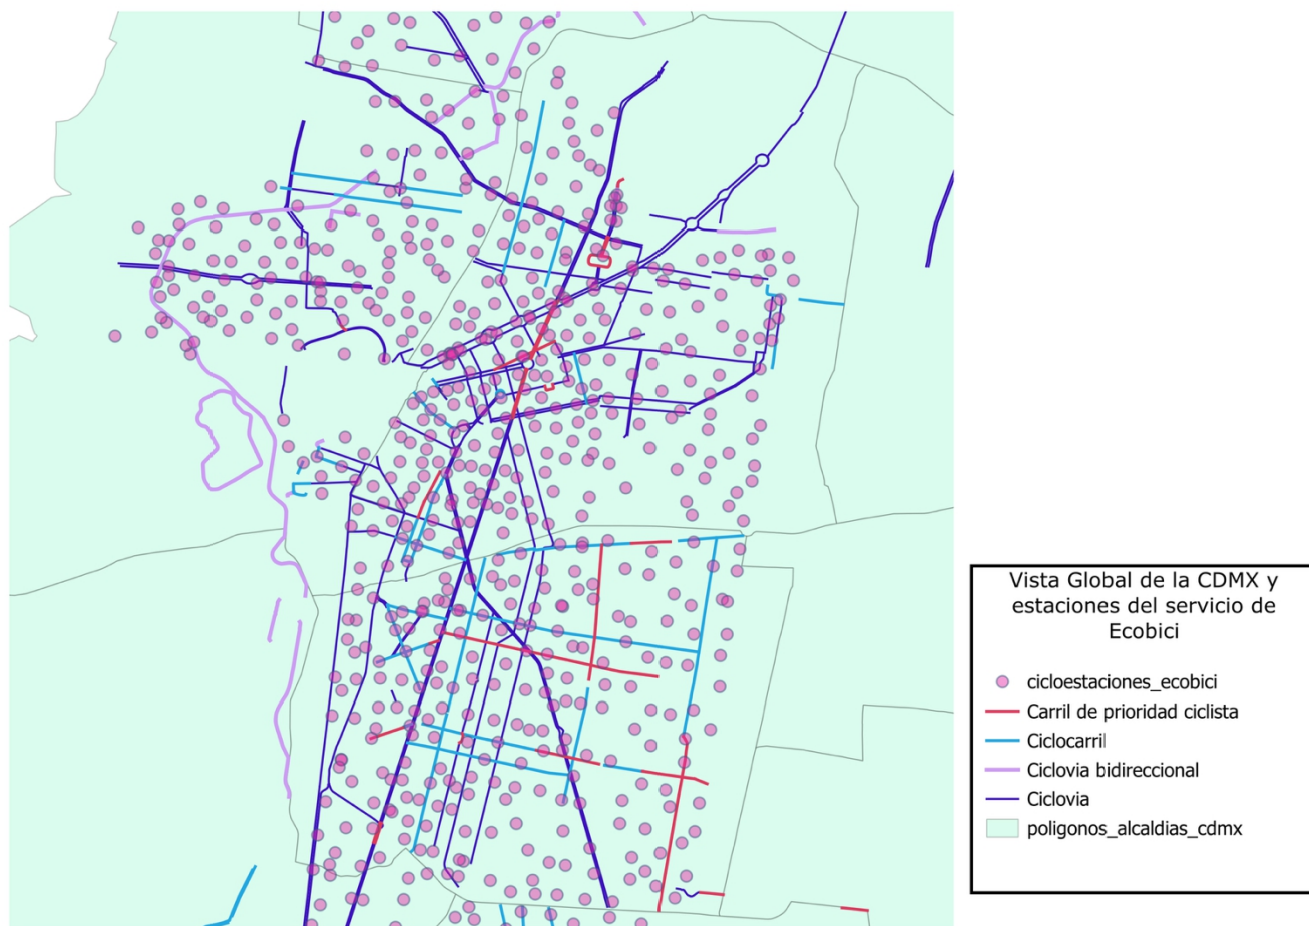 Vista Global de la CDMX y
estaciones del servicio de
Ecobici
cicloestaciones_ecobici
Carril de prioridad ciclista
Ciclocarril
Ciclovia bidireccional
Ciclovia
poligonos_alcaldias_cdmx